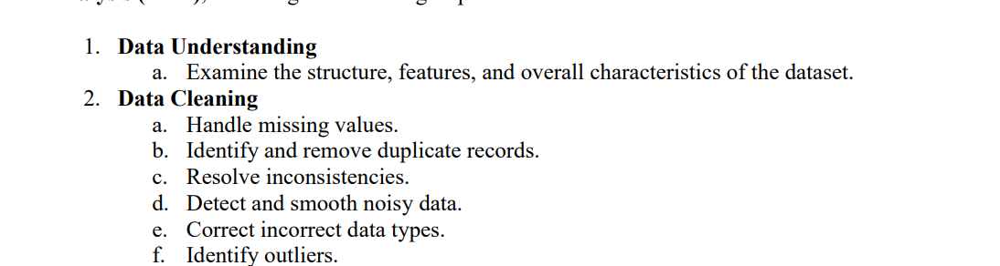 1. Data Understanding
a. Examine the structure, features, and overall characteristics of the dataset.
2. Data Cleaning
a. Handle missing values.
b. Identify and remove duplicate records.
c. Resolve inconsistencies.
d. Detect and smooth noisy data.
e. Correct incorrect data types.
f. Identify outliers.